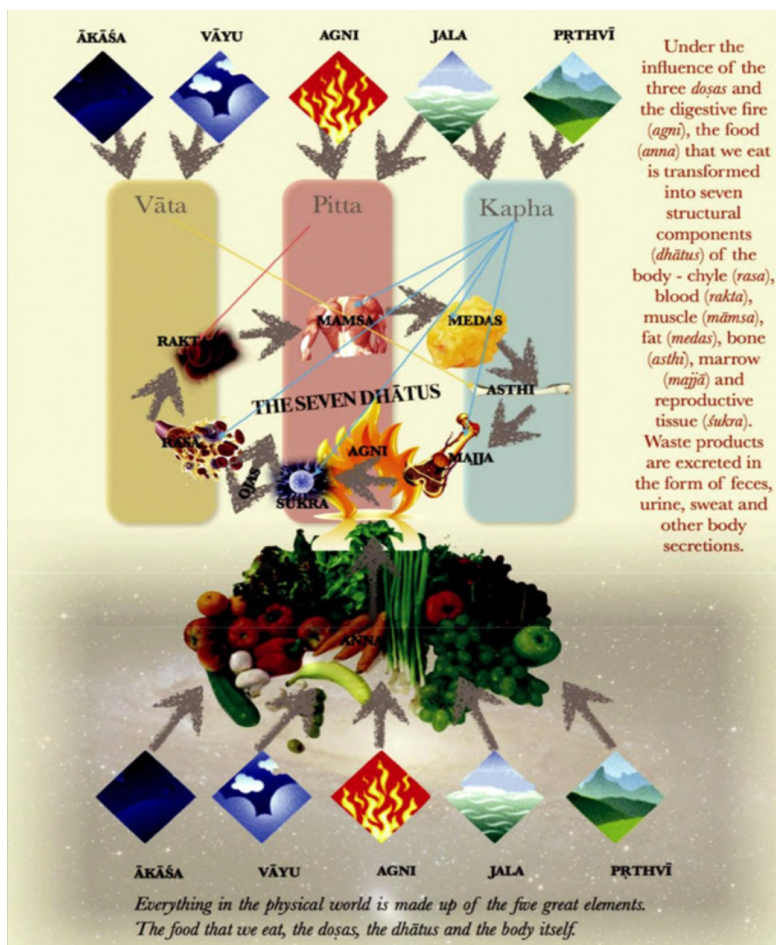 ĀKĀŚA VĀYU AGNI JALA PṚTHVĪ
Under the
influence of the
three doṣas and
the digestive fire
(agni), the food
(anna) that we eat
is transformed
into seven
structural
components
(dhātus) of the
body - chyle (rasa),
blood (rakta),
muscle (māmsa),
fat (medas), bone
(asthi), marrow
(majjā) and
reproductive
tissue (śukra).
Waste products
are excreted in
the form of feces,
urine, sweat and
other body
secretions.
Vāta Pitta Kapha
RAKTA MAMSA MEDAS
ASTHI
THE SEVEN DHĀTUS
RASA AGNI MAJJA
OJAS
SUKRA
ANNA
ĀKĀŚA VĀYU AGNI JALA PṚTHVĪ
Everything in the physical world is made up of the five great elements.
The food that we eat, the doṣas, the dhātus and the body itself.